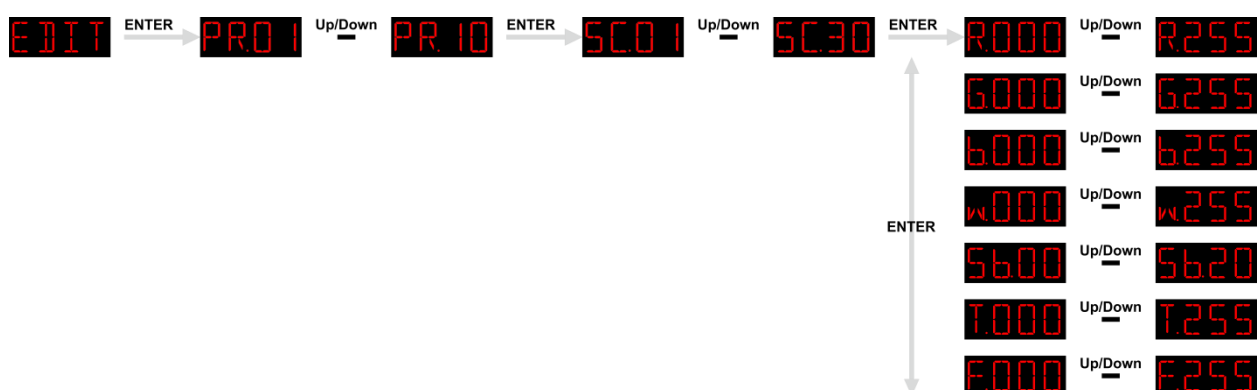 EDIT ENTER PR.01 Up/Down PR.10 ENTER SC.01 Up/Down SC.30 ENTER R.000 Up/Down R.255
G.000 Up/Down G.255
b.000 Up/Down b.255
w.000 Up/Down w.255
ENTER
Sb.00 Up/Down Sb.20
T.000 Up/Down T.255
F.000 Up/Down F.255